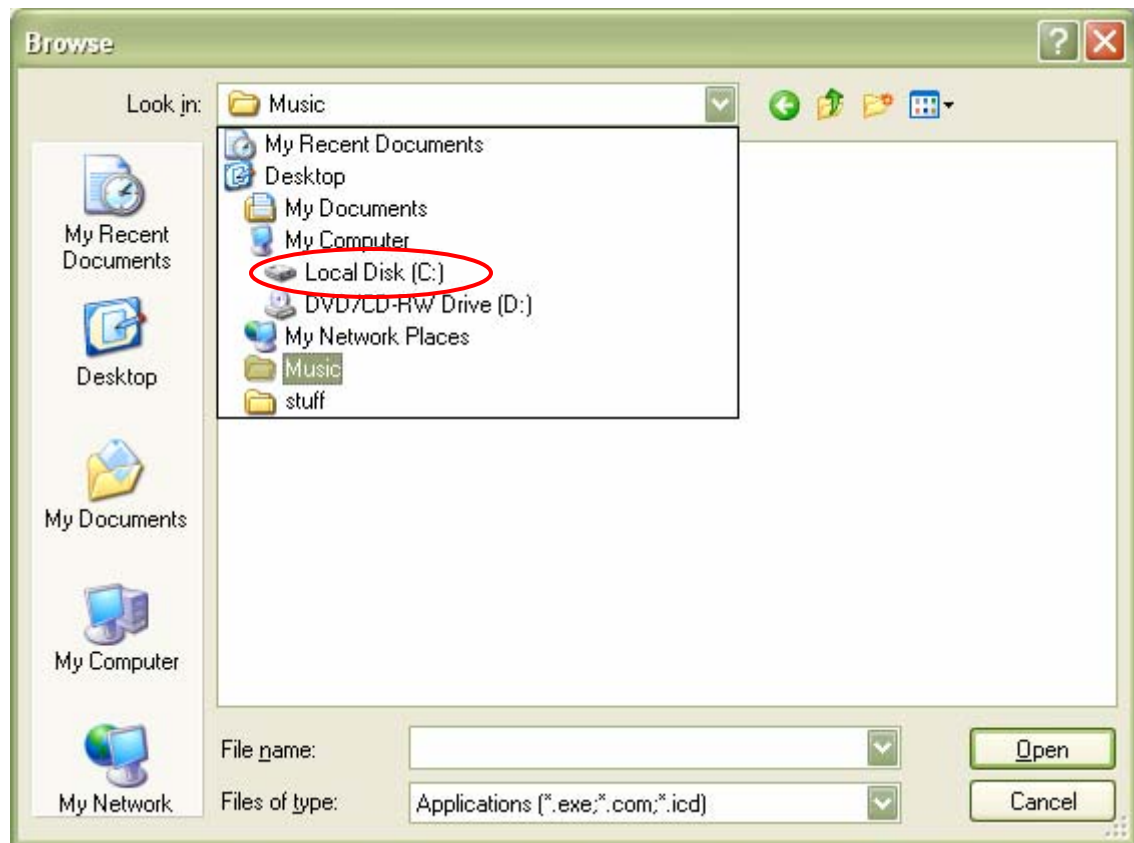 Browse
Look in:
Music
My Recent Documents
Desktop
My Documents
My Computer
Local Disk (C:)
DVD/CD-RW Drive (D:)
My Network Places
Music
stuff
My Recent
Documents
Desktop
My Documents
My Computer
My Network
File name:
Open
Files of type:
Applications (*.exe;*.com;*.icd)
Cancel